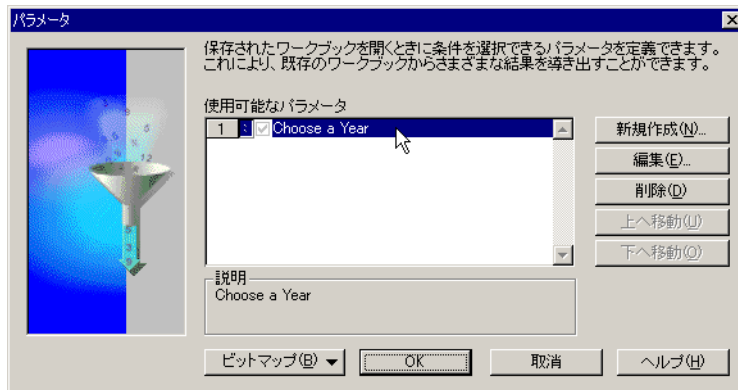 パラメータ
保存されたワークブックを開くときに条件を選択できるパラメータを定義できます。
これにより、既存のワークブックからさまざまな結果を導き出すことができます。
使用可能なパラメータ
1 Choose a Year
新規作成(N)...
編集(E)...
削除(D)
上へ移動(U)
下へ移動(O)
説明
Choose a Year
ビットマップ(B)
OK
取消
ヘルプ(H)